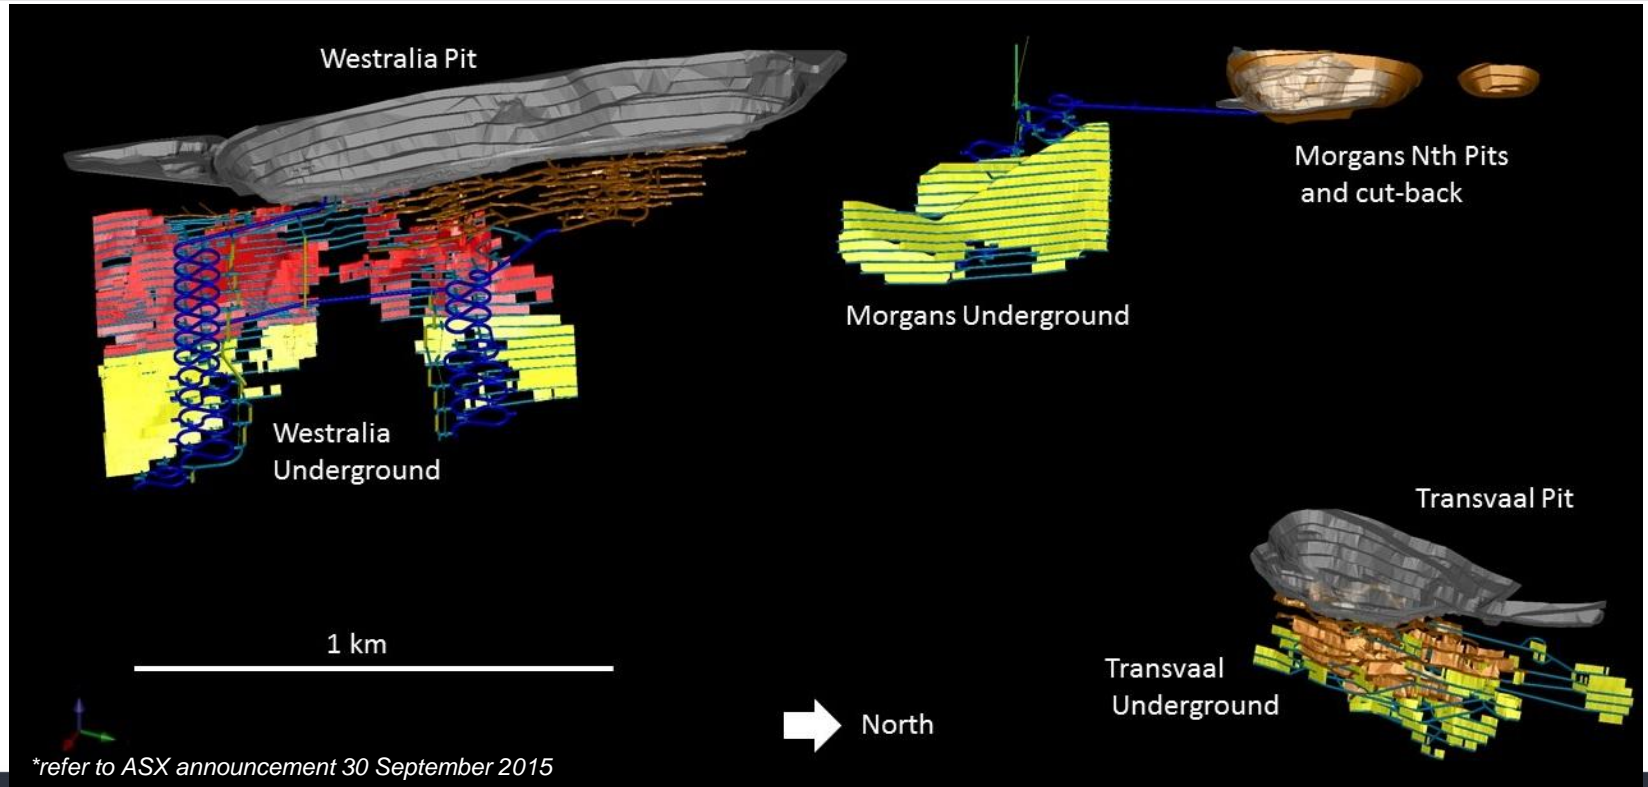 Westralia Pit
Morgans Nth Pits
and cut-back
Morgans Underground
Westralia
Underground
Transvaal Pit
1 km
Transvaal
Underground
North
*refer to ASX announcement 30 September 2015